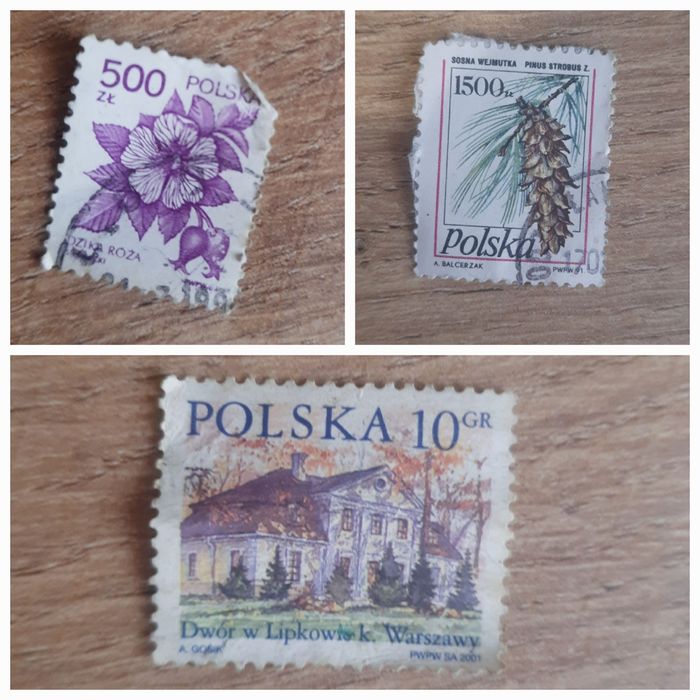 500
ZŁ
POLSKA
DZIKA RÓŻA
SOSNA WEJMUTKA PINUS STROBUS Z.
1500 ZŁ
Polska
A. BALCERZAK
PWPW 91
POLSKA 10 GR
Dwór w Lipkowie k. Warszawy
A. GOSIK
PWPW SA 2001